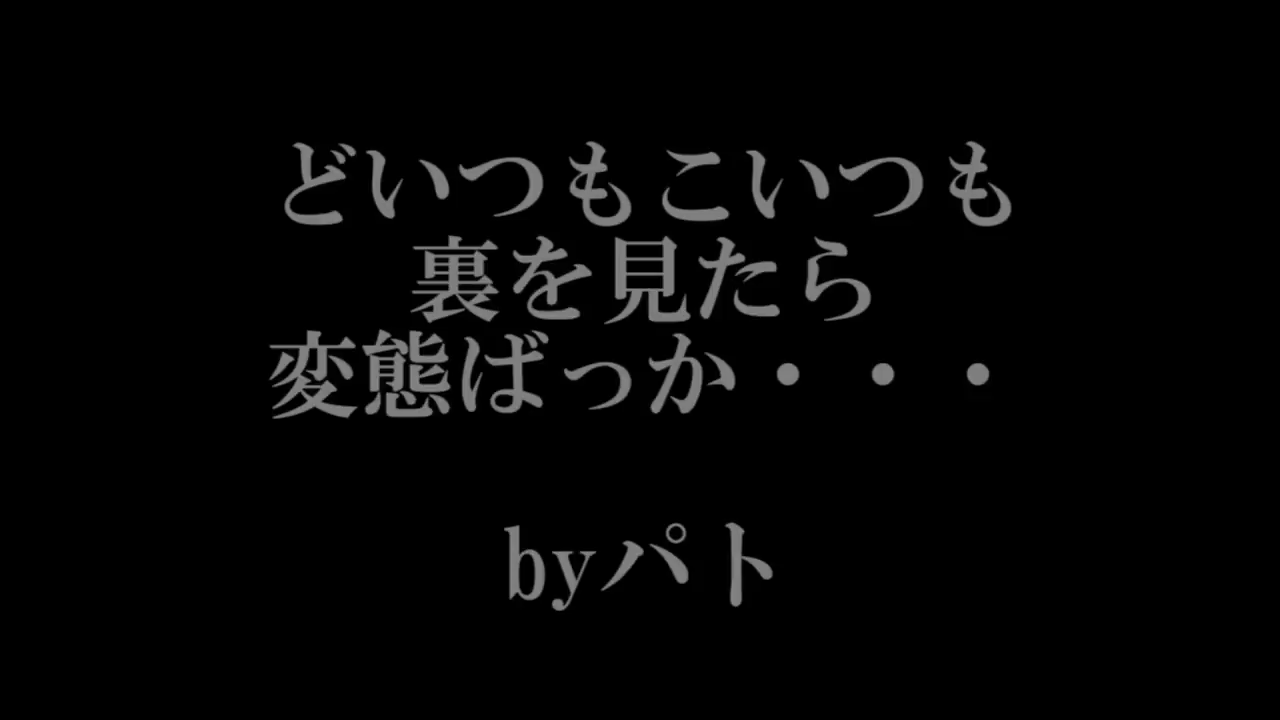 どいつもこいつも
裏を見たら
変態ばっか・・・
byパト